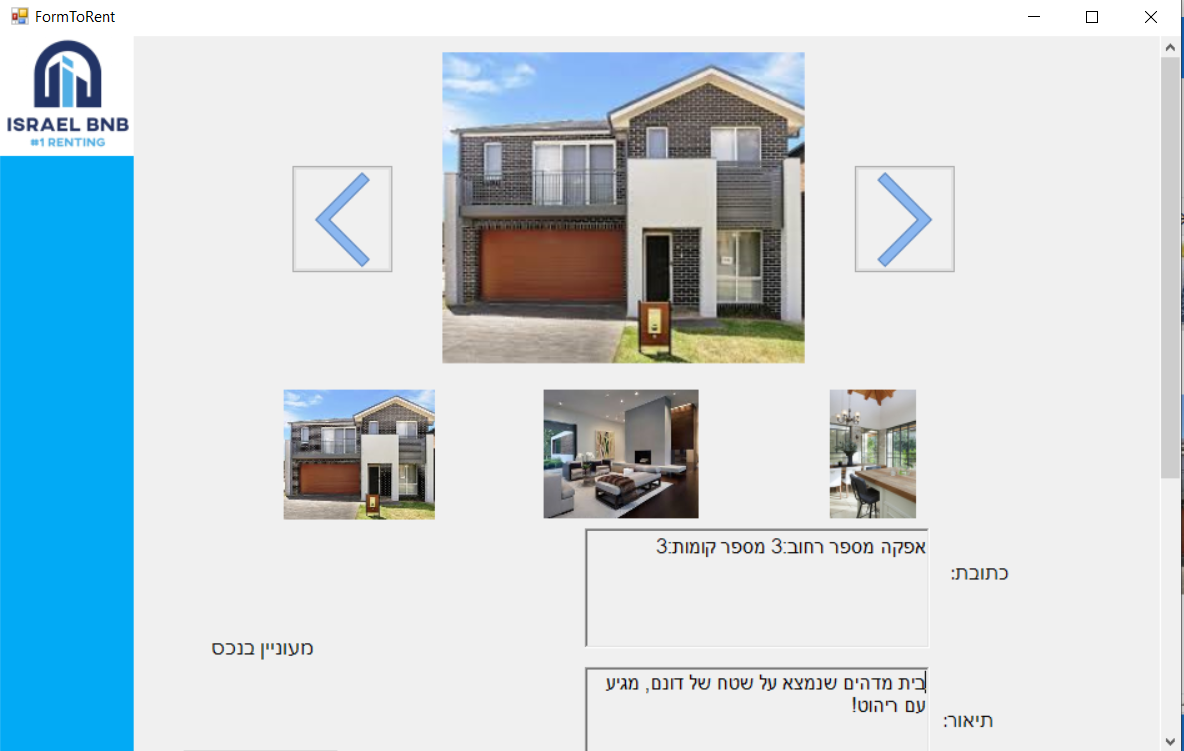 FormToRent
ISRAEL BNB
#1 RENTING
כתובת:
אפקה מספר רחוב:3 מספר קומות:3
מעוניין בנכס
תיאור:
בית מדהים שנמצא על שטח של דונם, מגיע
עם ריהוט!